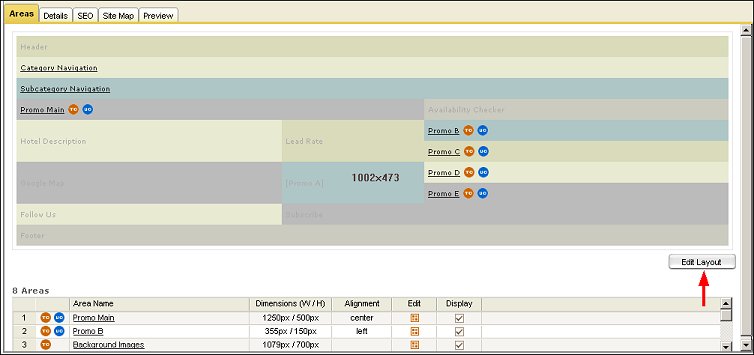 Areas Details SEO Site Map Preview
Header
Category Navigation
Subcategory Navigation
Promo Main TC UC Availability Checker
Promo B TC UC
Hotel Description Lead Rate
Promo C TC UC
Promo D TC UC
Google Map [Promo A] 1002x473
Promo E TC UC
Follow Us Subscribe
Footer
Edit Layout
8 Areas
Area Name Dimensions (W / H) Alignment Edit Display
1 TC UC Promo Main 1250px / 500px center
2 TC UC Promo B 355px / 150px left
3 TC Background Images 1079px / 700px